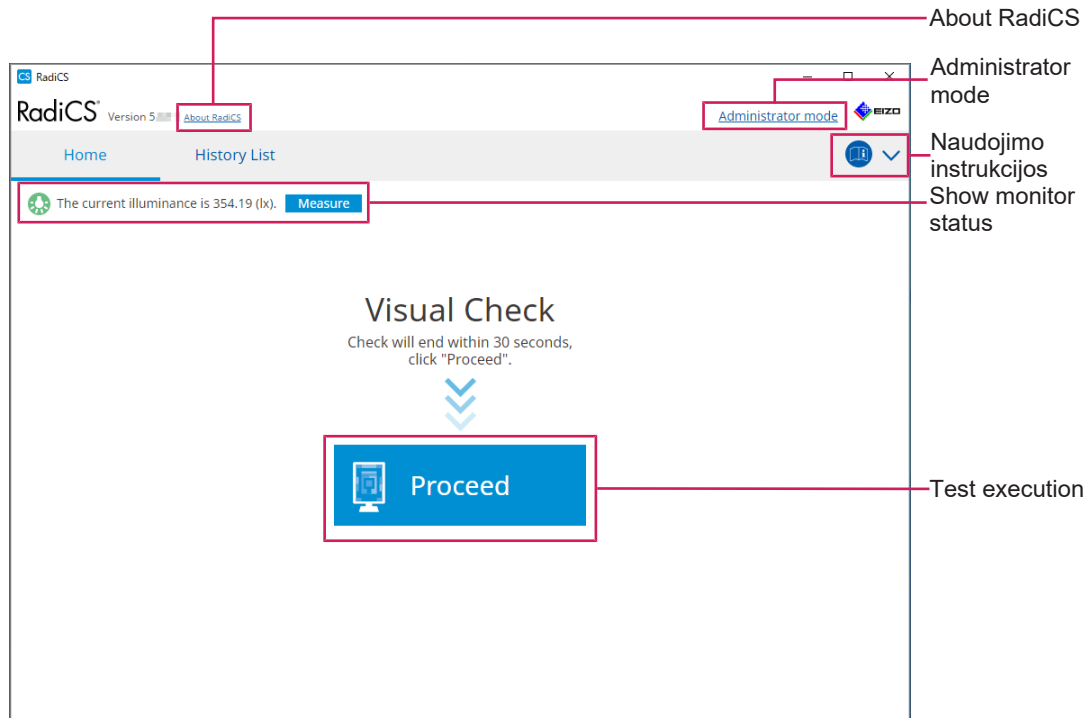 About RadiCS
CS RadiCS
Administrator mode
RadiCS Version 5. About RadiCS
Administrator mode
EIZO
Home
History List
Naudojimo instrukcijos
The current illuminance is 354.19 (lx).
Measure
Show monitor status
Visual Check
Check will end within 30 seconds,
click "Proceed".
Proceed
Test execution